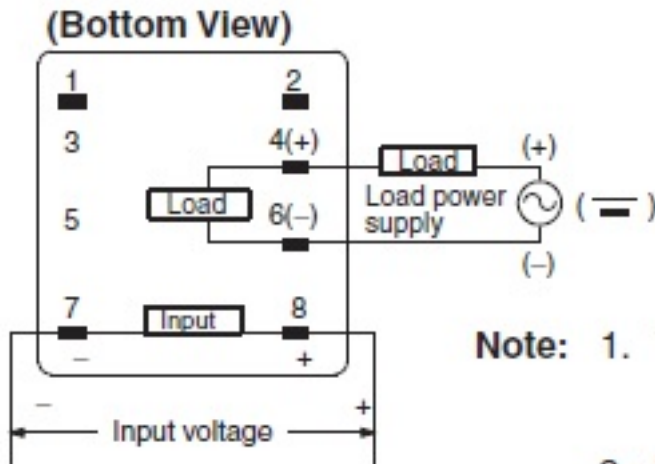 (Bottom View)
1 2
3 4(+) Load (+)
Load Load power supply ( )
5 6(−) (−)
7 Input 8
− +
Note: 1.
− Input voltage +